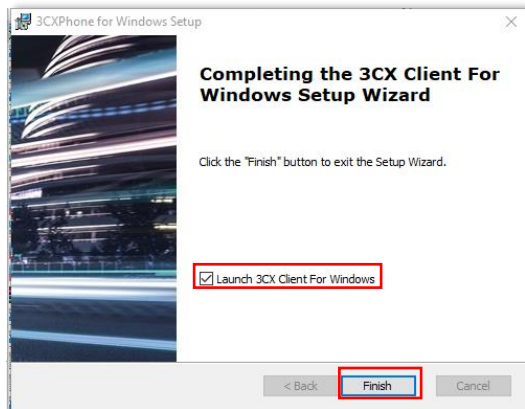 3CXPhone for Windows Setup
Completing the 3CX Client For
Windows Setup Wizard
Click the "Finish" button to exit the Setup Wizard.
Launch 3CX Client For Windows
< Back Finish Cancel